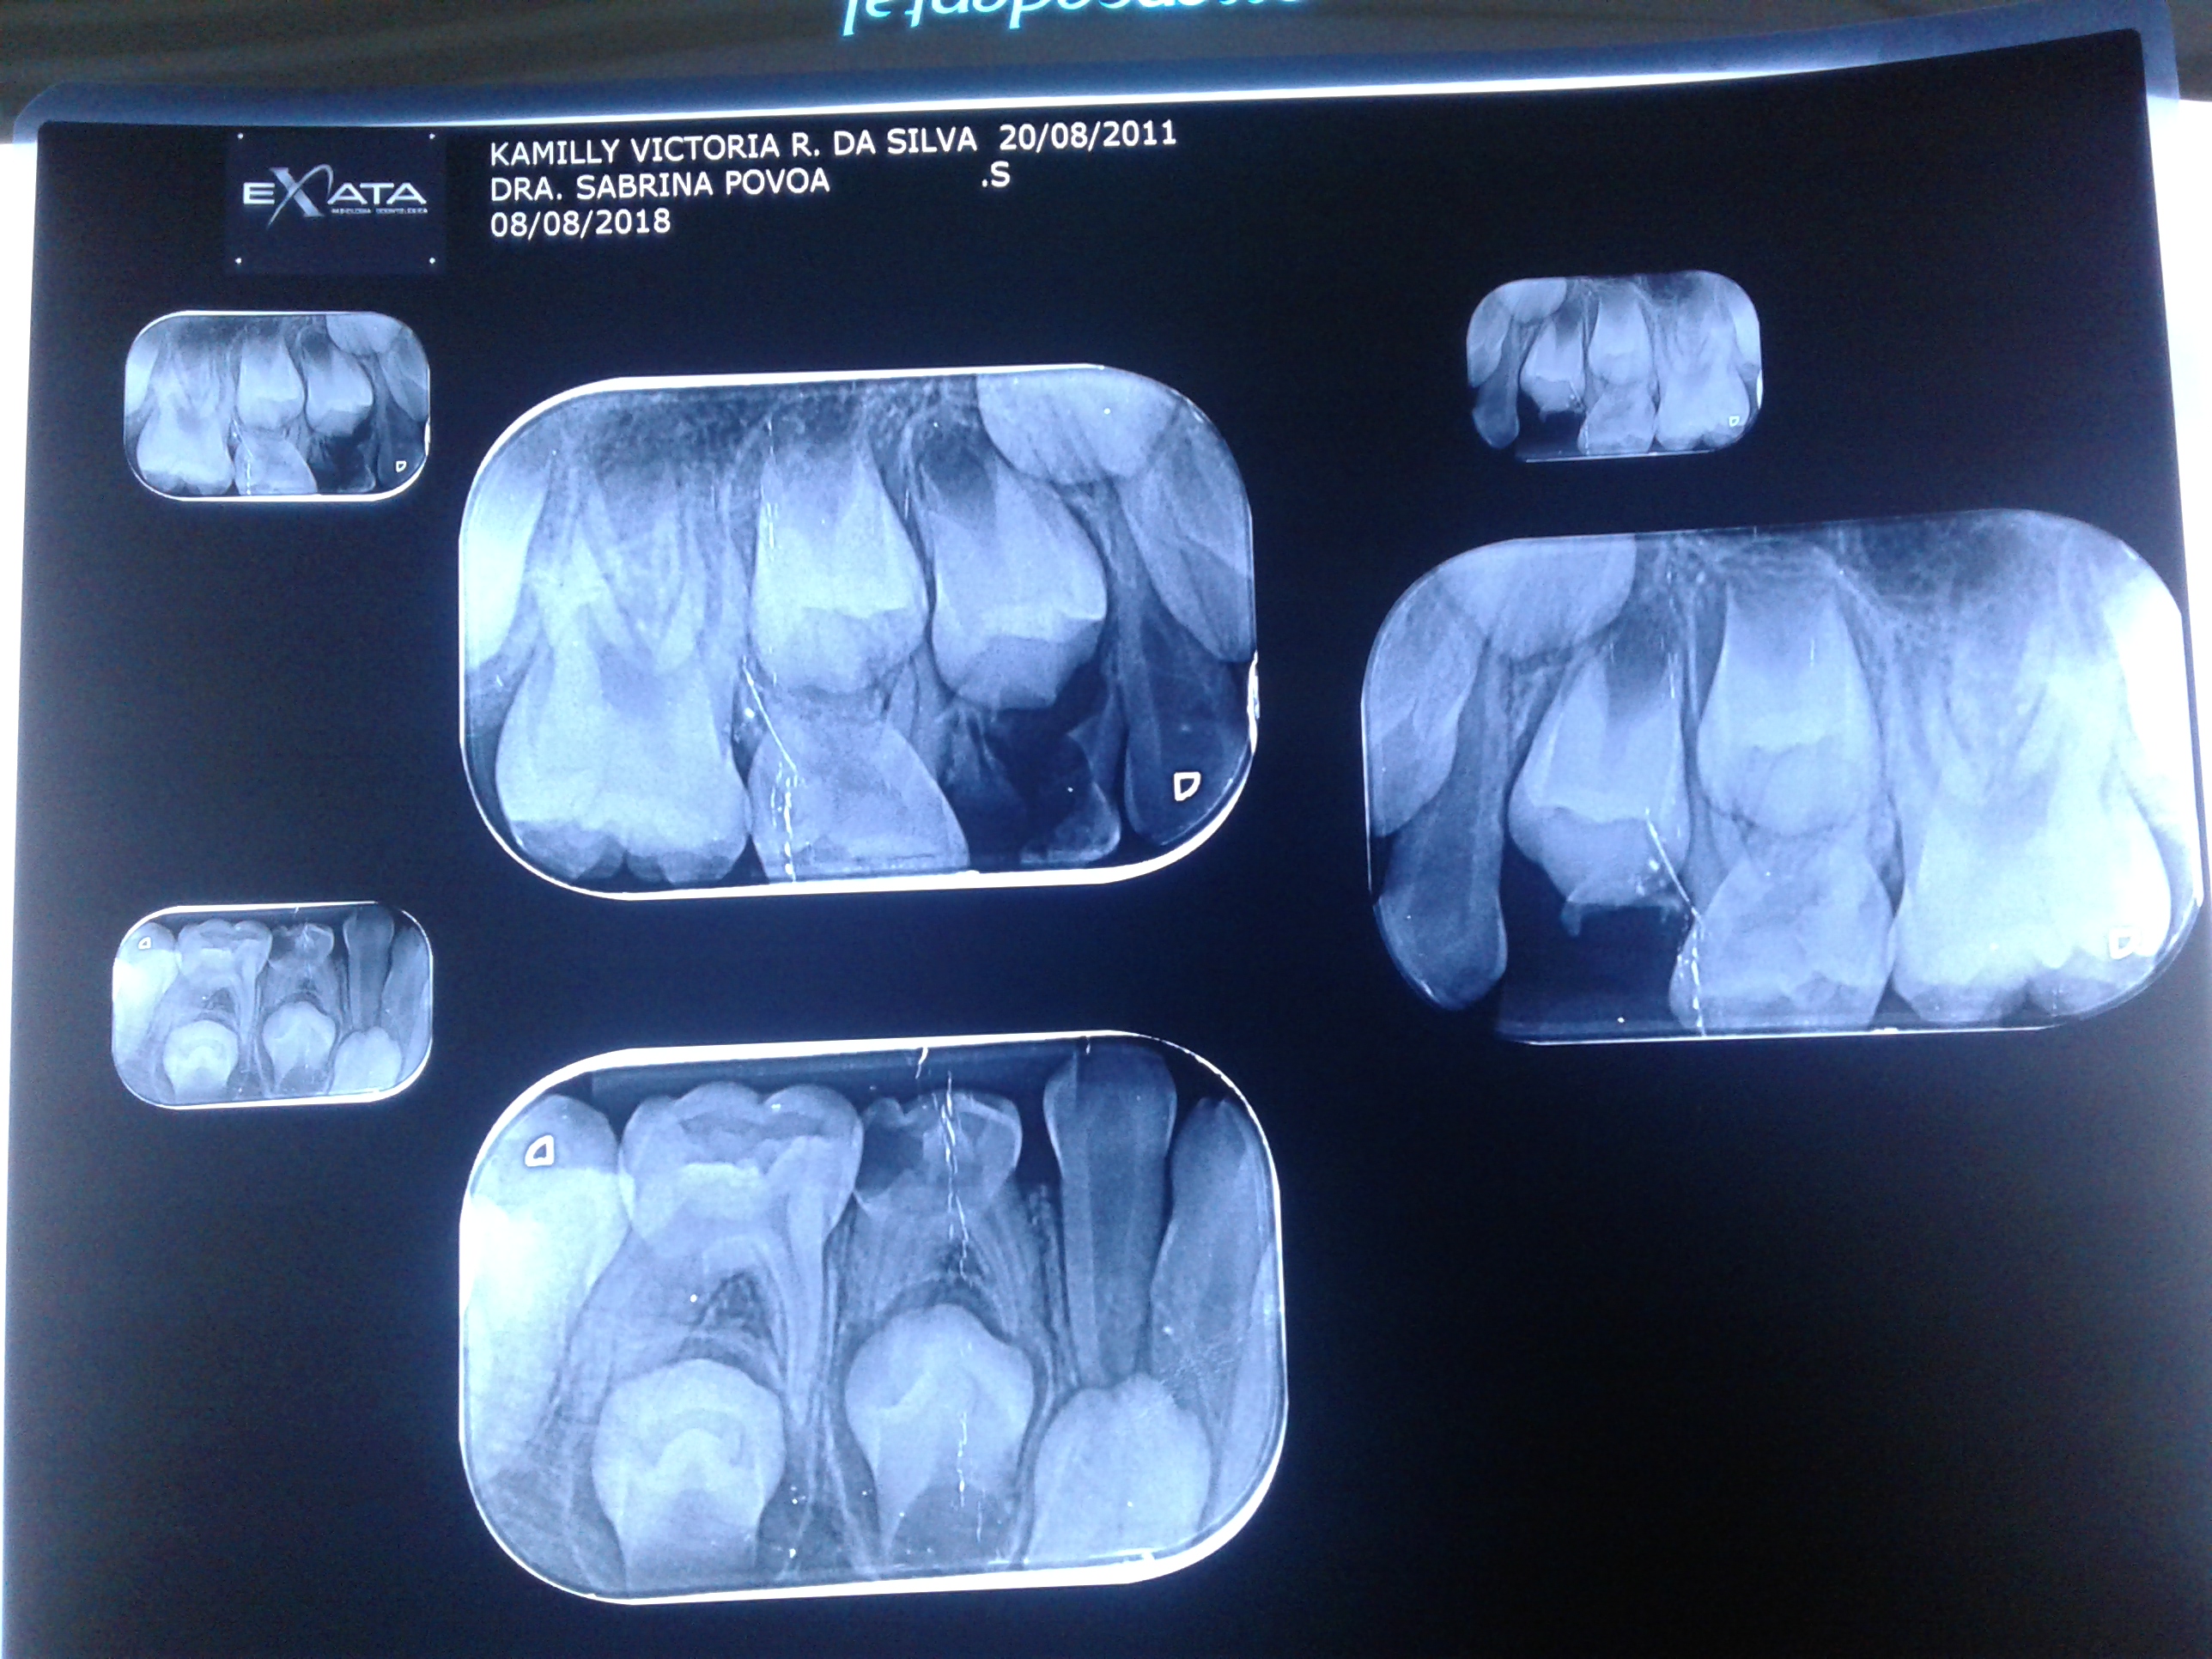 EXATA
KAMILLY VICTORIA R. DA SILVA 20/08/2011
DRA. SABRINA POVOA .S
08/08/2018
D
D
D
D
D
D